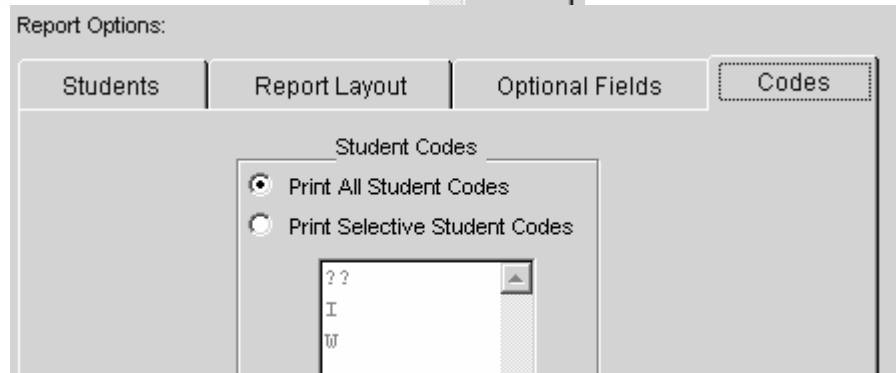 Report Options:
Students Report Layout Optional Fields Codes
Student Codes
Print All Student Codes
Print Selective Student Codes
??
I
W